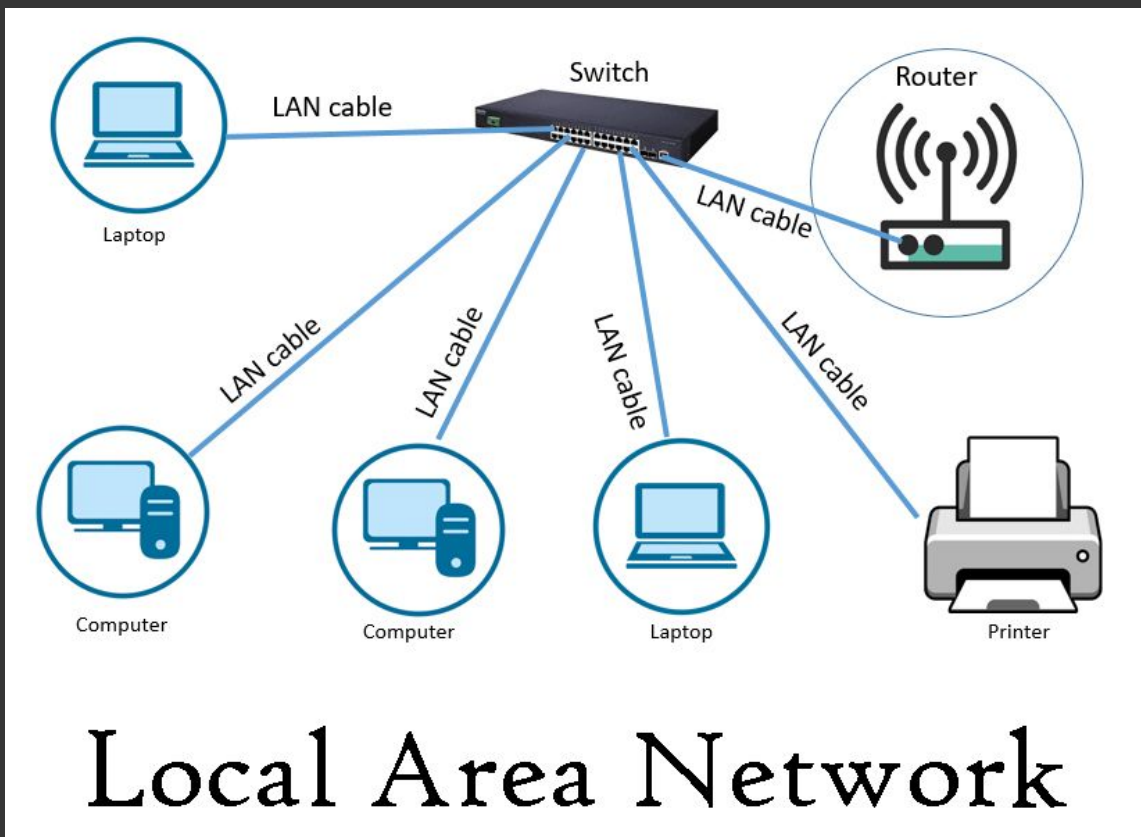 Switch
Router
LAN cable
LAN cable
Laptop
LAN cable
LAN cable
LAN cable
LAN cable
Computer
Computer
Laptop
Printer
Local Area Network